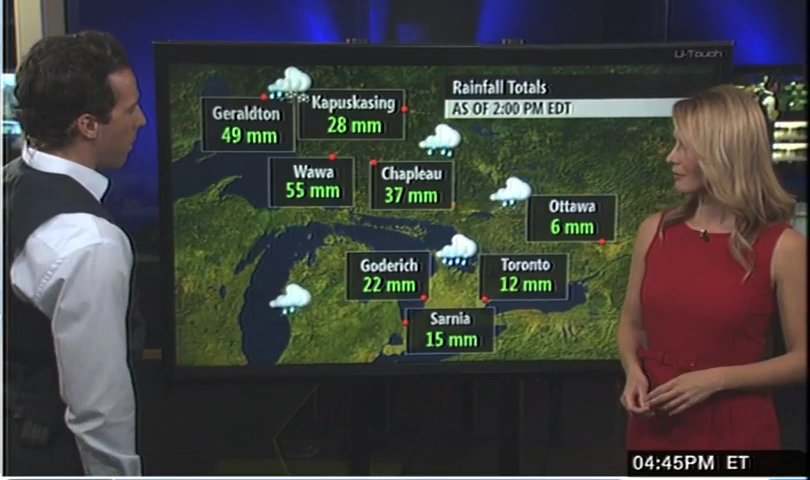 U-Touch
Rainfall Totals
AS OF 2:00 PM EDT
Geraldton
49 mm
Kapuskasing
28 mm
Wawa
55 mm
Chapleau
37 mm
Ottawa
6 mm
Goderich
22 mm
Toronto
12 mm
Sarnia
15 mm
04:45PM ET